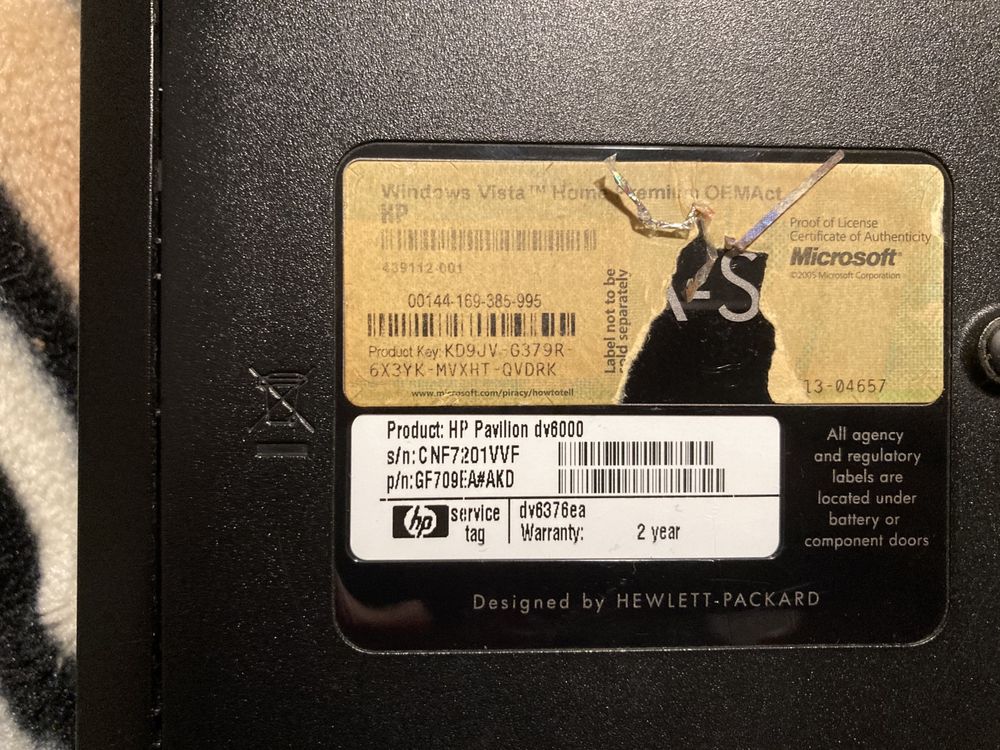 Windows Vista™ Home Premium OEMAct
HP
439112-001
00144-169-385-995
Product Key: KD9JV-G379R-
6X3YK-MVXHT-QVDRK
www.microsoft.com/piracy/howtotell
Label not to be
sold separately
Proof of License
Certificate of Authenticity
Microsoft®
©2005 Microsoft Corporation
13-04657
Product: HP Pavilion dv6000
s/n: CNF7201VVF
p/n: GF709EA#AKD
hp
service
tag
dv6376ea
Warranty: 2 year
All agency
and regulatory
labels are
located under
battery or
component doors
Designed by HEWLETT-PACKARD